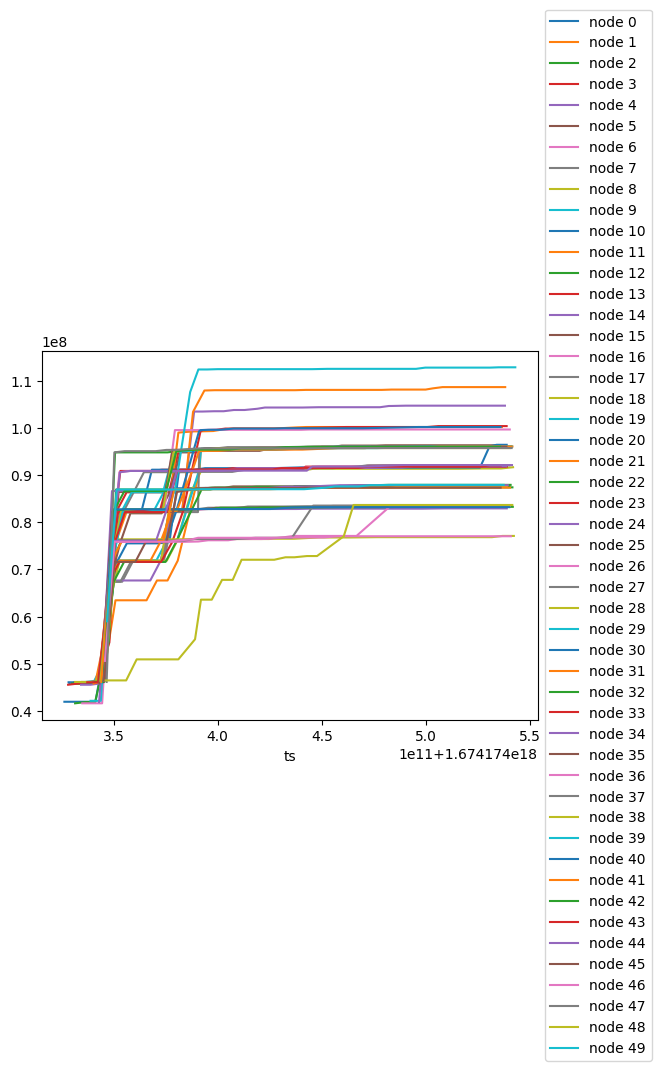 node 0
node 1
node 2
node 3
node 4
node 5
node 6
node 7
node 8
node 9
node 10
node 11
node 12
node 13
node 14
node 15
node 16
node 17
node 18
node 19
node 20
node 21
node 22
node 23
node 24
node 25
node 26
node 27
node 28
node 29
node 30
node 31
node 32
node 33
node 34
node 35
node 36
node 37
node 38
node 39
node 40
node 41
node 42
node 43
node 44
node 45
node 46
node 47
node 48
node 49
1e8
1.1
1.0
0.9
0.8
0.7
0.6
0.5
0.4
3.5 4.0 4.5 5.0 5.5
ts
1e11+1.674174e18